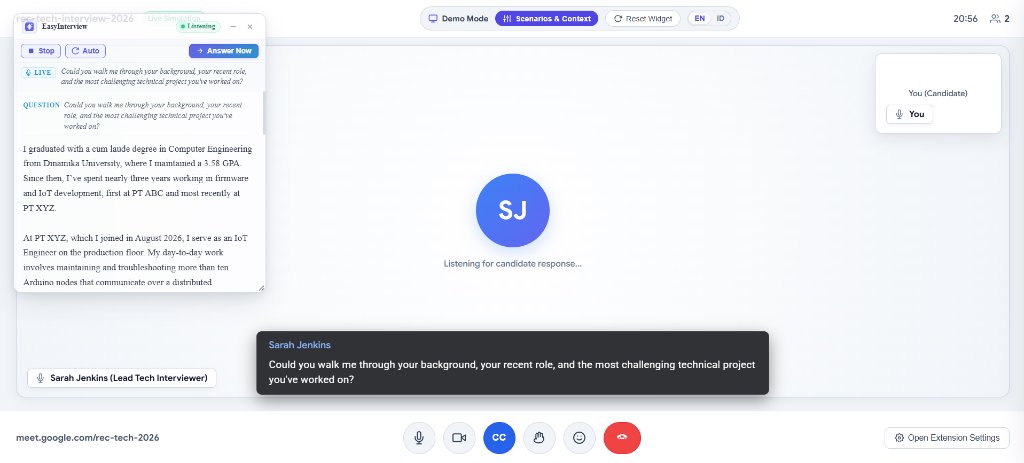 rec-tech-interview-2026
Live Simulation
EasyInterview
Listening
Stop
Auto
Answer Now
LIVE
Could you walk me through your background, your recent role,
and the most challenging technical project you've worked on?
QUESTION
Could you walk me through your background, your recent
role, and the most challenging technical project you've
worked on?
I graduated with a cum laude degree in Computer Engineering
from Dinamika University, where I maintained a 3.58 GPA.
Since then, I've spent nearly three years working in firmware
and IoT development, first at PT ABC and most recently at
PT XYZ.
At PT XYZ, which I joined in August 2026, I serve as an IoT
Engineer on the production floor. My day-to-day work
involves maintaining and troubleshooting more than ten
Arduino nodes that communicate over a distributed
Demo Mode
Scenarios & Context
Reset Widget
EN
ID
20:56
2
You (Candidate)
You
SJ
Listening for candidate response...
Sarah Jenkins
Could you walk me through your background, your recent role, and the most challenging technical project
you've worked on?
Sarah Jenkins (Lead Tech Interviewer)
meet.google.com/rec-tech-2026
CC
Open Extension Settings